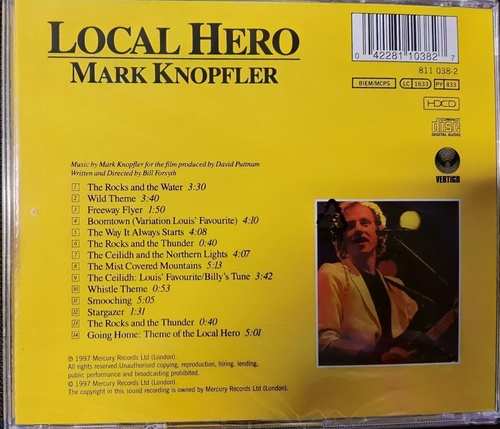 LOCAL HERO
MARK KNOPFLER
0 42281 10382 7
811 038-2
BIEM/MCPS LC 1633 PY 833
HDCD
COMPACT
disc
DIGITAL AUDIO
VERTIGO
Music by Mark Knopfler for the film produced by David Puttnam
Written and Directed by Bill Forsyth
1 The Rocks and the Water 3:30
2 Wild Theme 3:40
3 Freeway Flyer 1:50
4 Boomtown (Variation Louis' Favourite) 4:10
5 The Way It Always Starts 4:08
6 The Rocks and the Thunder 0:40
7 The Ceilidh and the Northern Lights 4:07
8 The Mist Covered Mountains 5:13
9 The Ceilidh: Louis' Favourite/Billy's Tune 3:42
10 Whistle Theme 0:53
11 Smooching 5:05
12 Stargazer 1:31
13 The Rocks and the Thunder 0:40
14 Going Home: Theme of the Local Hero 5:01
℗ 1997 Mercury Records Ltd (London).
All rights reserved. Unauthorised copying, reproduction, hiring, lending,
public performance and broadcasting prohibited.
© 1997 Mercury Records Ltd (London).
The copyright in this sound recording is owned by Mercury Records Ltd (London).